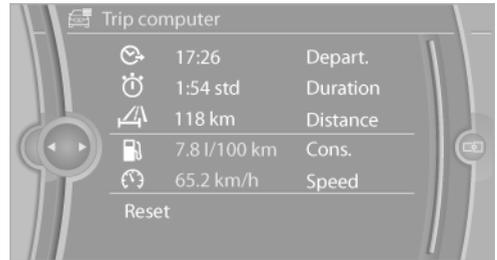 Trip computer
17:26 Depart.
1:54 std Duration
118 km Distance
7.8 l/100 km Cons.
65.2 km/h Speed
Reset